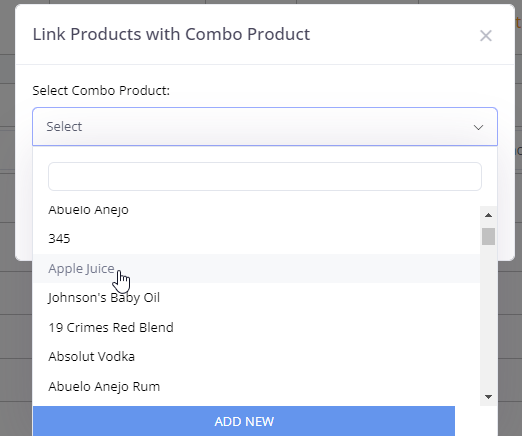 Link Products with Combo Product
×
Select Combo Product:
Select
Abuelo Anejo
345
Apple Juice
Johnson's Baby Oil
19 Crimes Red Blend
Absolut Vodka
Abuelo Anejo Rum
ADD NEW